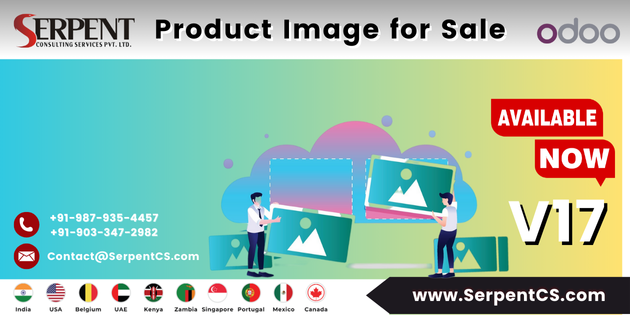 SERPENT
CONSULTING SERVICES PVT. LTD.
Product Image for Sale
odoo
AVAILABLE
NOW
V17
+91-987-935-4457
+91-903-347-2982
Contact@SerpentCS.com
India USA Belgium UAE Kenya Zambia Singapore Portugal Mexico Canada
www.SerpentCS.com